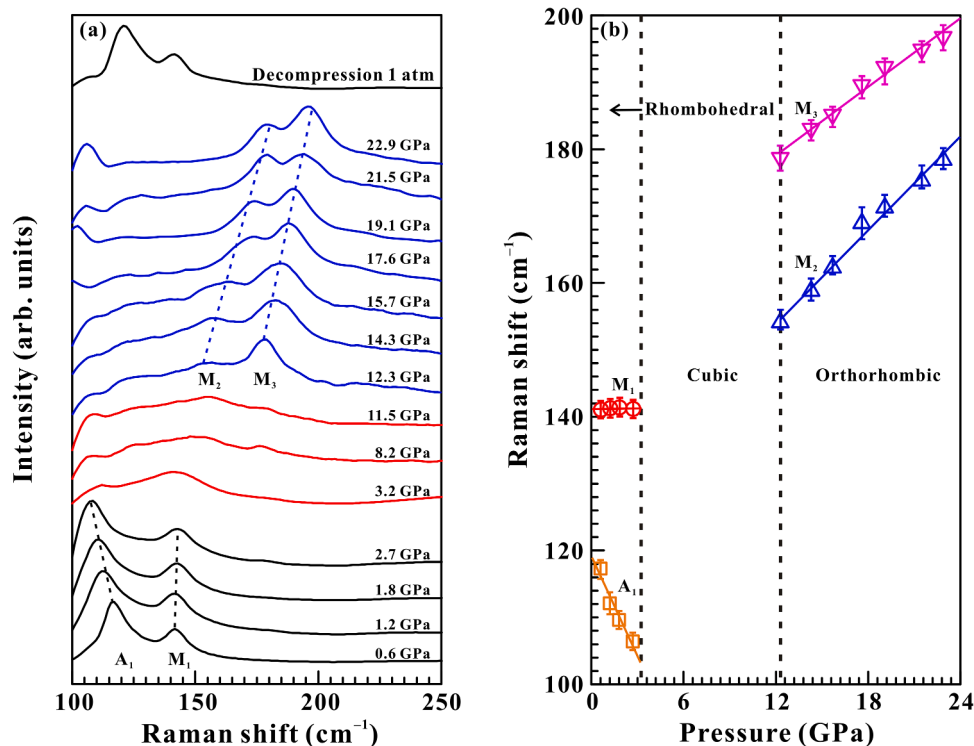 (a)
Decompression 1 atm
22.9 GPa
21.5 GPa
19.1 GPa
17.6 GPa
15.7 GPa
14.3 GPa
12.3 GPa
M₂ M₃
11.5 GPa
8.2 GPa
3.2 GPa
2.7 GPa
1.8 GPa
1.2 GPa
0.6 GPa
A₁ M₁
100 150 200 250
Raman shift (cm⁻¹)
Intensity (arb. units)
(b)
200
180
160
140
120
100
Raman shift (cm⁻¹)
← Rhombohedral
M₃
M₂
M₁
Cubic
Orthorhombic
A₁
0 6 12 18 24
Pressure (GPa)